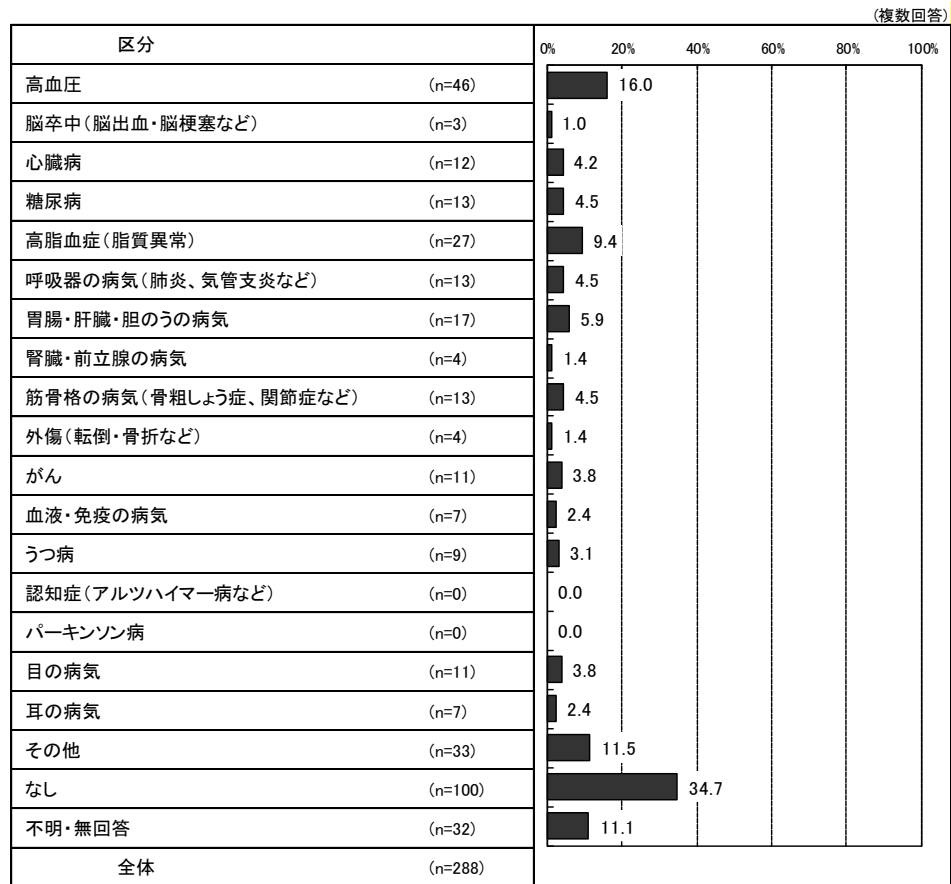 (複数回答)
区分
0% 20% 40% 60% 80% 100%
高血圧 (n=46) 16.0
脳卒中(脳出血・脳梗塞など) (n=3) 1.0
心臓病 (n=12) 4.2
糖尿病 (n=13) 4.5
高脂血症(脂質異常) (n=27) 9.4
呼吸器の病気(肺炎、気管支炎など) (n=13) 4.5
胃腸・肝臓・胆のうの病気 (n=17) 5.9
腎臓・前立腺の病気 (n=4) 1.4
筋骨格の病気(骨粗しょう症、関節症など) (n=13) 4.5
外傷(転倒・骨折など) (n=4) 1.4
がん (n=11) 3.8
血液・免疫の病気 (n=7) 2.4
うつ病 (n=9) 3.1
認知症(アルツハイマー病など) (n=0) 0.0
パーキンソン病 (n=0) 0.0
目の病気 (n=11) 3.8
耳の病気 (n=7) 2.4
その他 (n=33) 11.5
なし (n=100) 34.7
不明・無回答 (n=32) 11.1
全体 (n=288)